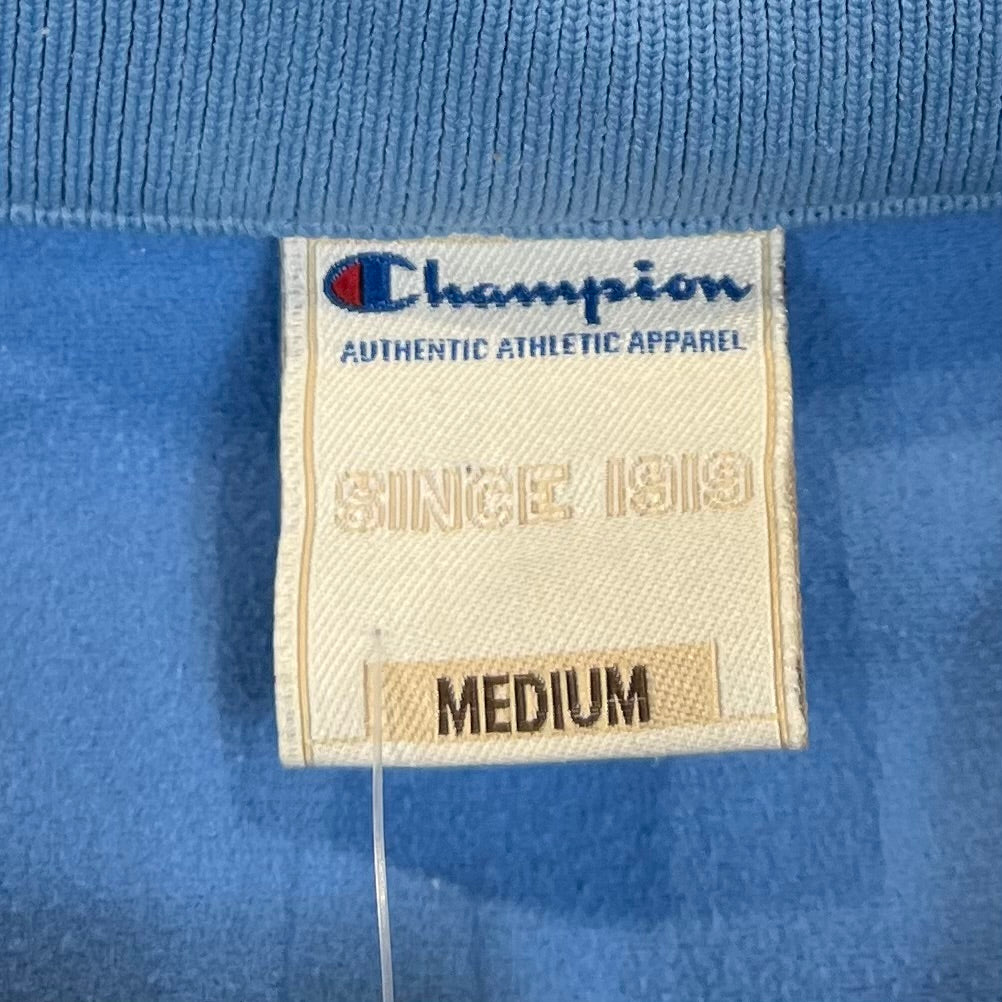 Champion
AUTHENTIC ATHLETIC APPAREL
SINCE 1919
MEDIUM